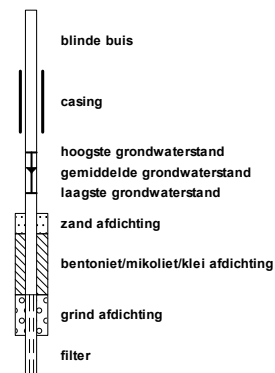 blinde buis
casing
hoogste grondwaterstand
gemiddelde grondwaterstand
laagste grondwaterstand
zand afdichting
bentoniet/mikoliet/klei afdichting
grind afdichting
filter